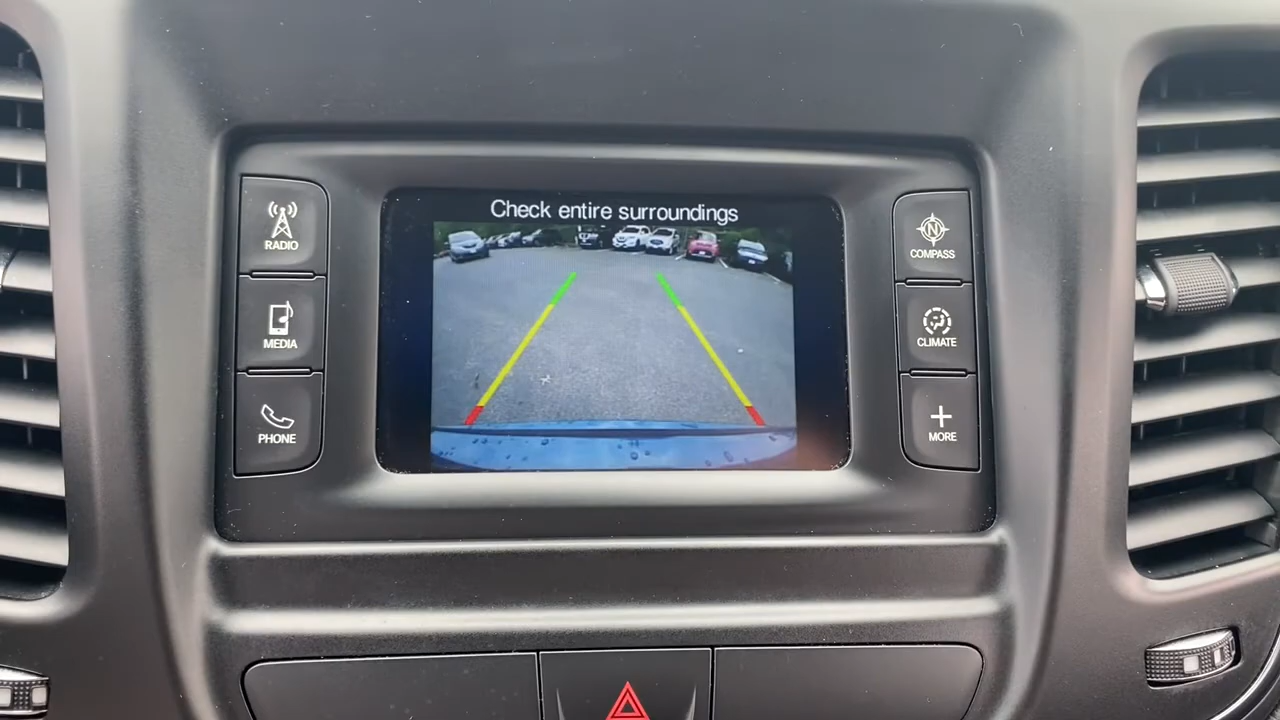 Check entire surroundings
RADIO
MEDIA
PHONE
N
COMPASS
CLIMATE
MORE